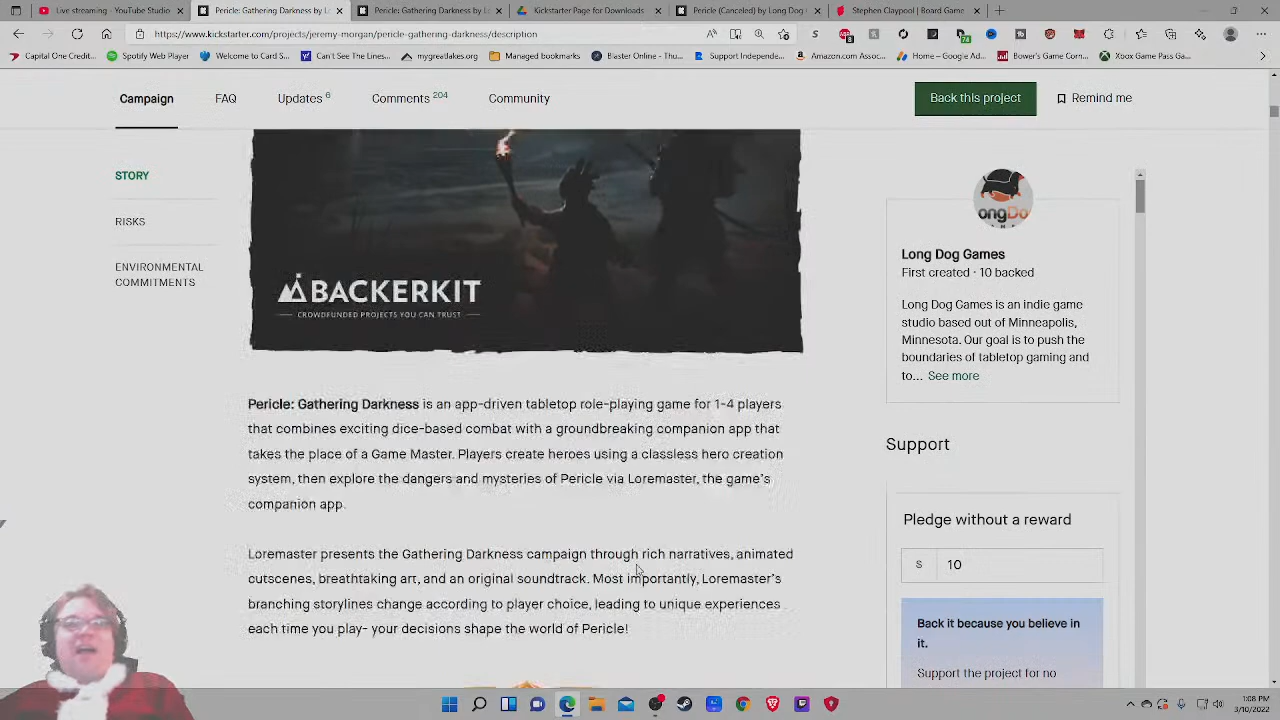 Live streaming - YouTube Studio
Pericle: Gathering Darkness by L
Pericle Gathering Darkness by L
Kickstarter Page for Downloads
Pericle (Canceled) by Long Dog
Stephen Claypool | Board Game
https://www.kickstarter.com/projects/jeremy-morgan/pericle-gathering-darkness/description
Capital One Credit...
Spotify Web Player
Welcome to Card S...
Can't See The Lines...
mygreatlakes.org
Managed bookmarks
Blaster Online - Thu...
Support Independe...
Amazon.com Assoc...
Home - Google Ad...
Bower's Game Corn...
Xbox Game Pass Ga...
Campaign
FAQ
Updates 6
Comments 204
Community
Back this project
Remind me
STORY
RISKS
ENVIRONMENTAL
COMMITMENTS
BACKERKIT
CROWDFUNDED PROJECTS YOU CAN TRUST
Pericle: Gathering Darkness is an app-driven tabletop role-playing game for 1-4 players
that combines exciting dice-based combat with a groundbreaking companion app that
takes the place of a Game Master. Players create heroes using a classless hero creation
system, then explore the dangers and mysteries of Pericle via Loremaster, the game's
companion app.
Loremaster presents the Gathering Darkness campaign through rich narratives, animated
cutscenes, breathtaking art, and an original soundtrack. Most importantly, Loremaster's
branching storylines change according to player choice, leading to unique experiences
each time you play- your decisions shape the world of Pericle!
ongDo
Long Dog Games
First created · 10 backed
Long Dog Games is an indie game
studio based out of Minneapolis,
Minnesota. Our goal is to push the
boundaries of tabletop gaming and
to... See more
Support
Pledge without a reward
$ 10
Back it because you believe in
it.
Support the project for no
1:08 PM
3/10/2022